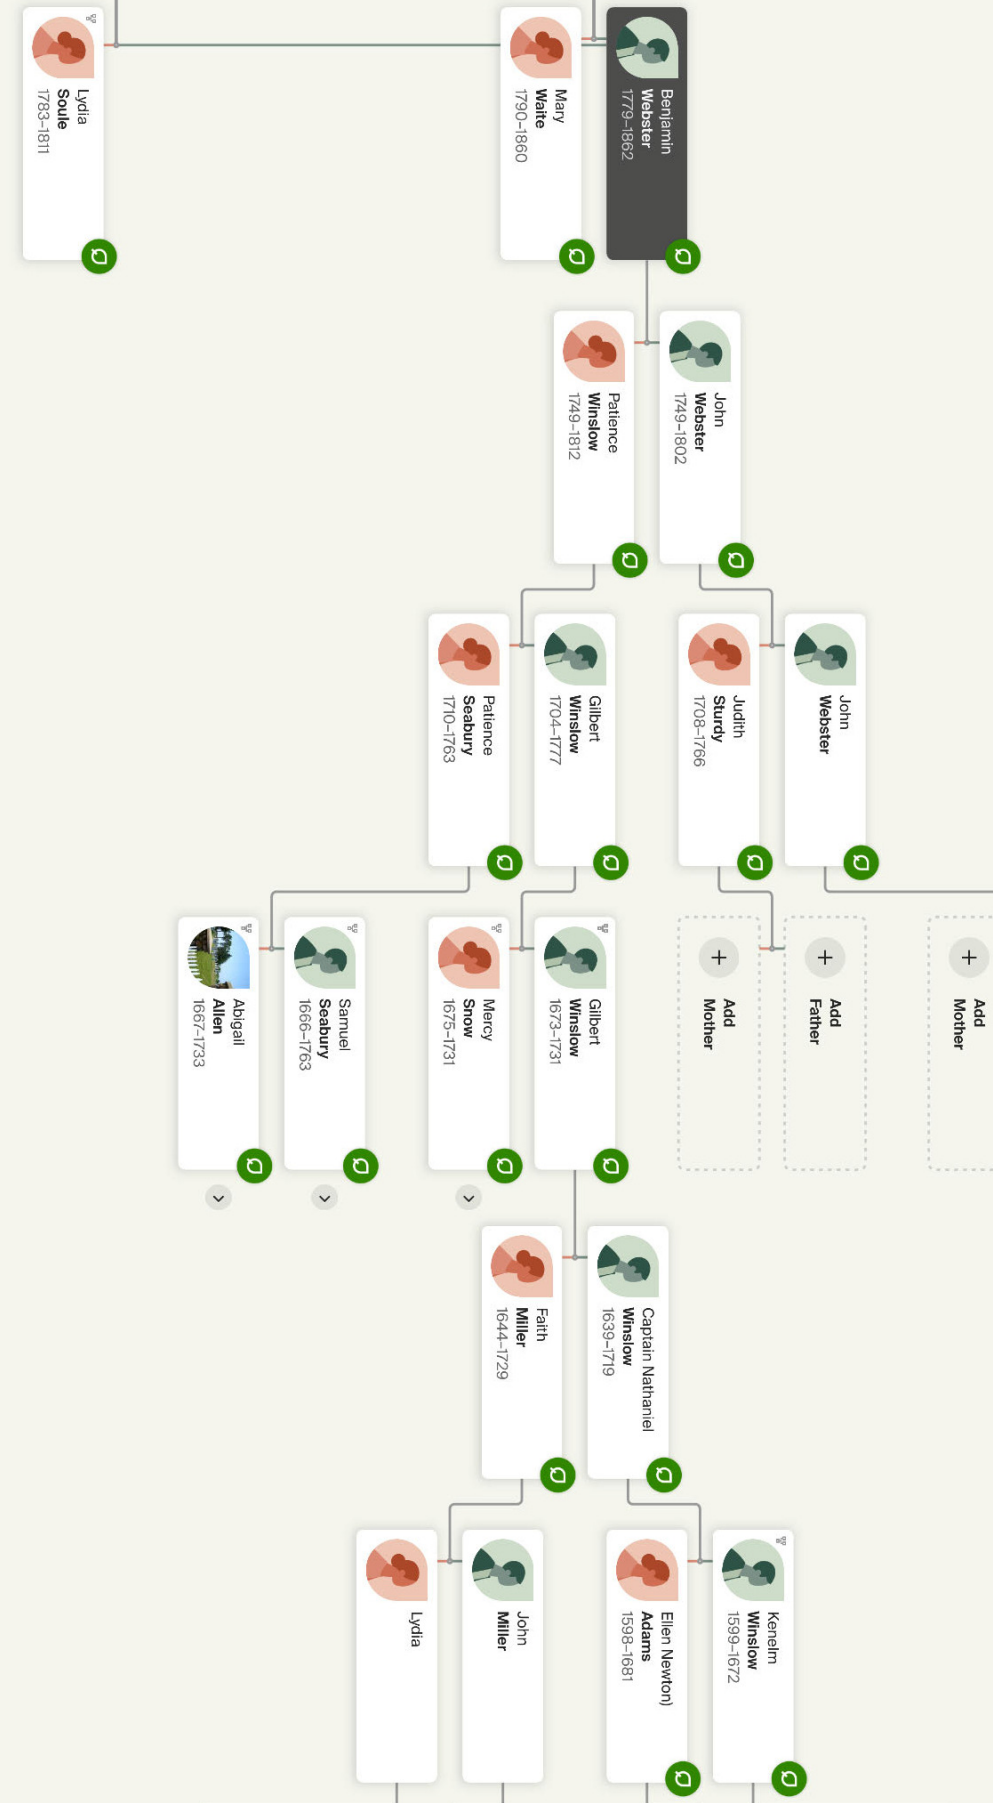 Benjamin
Webster
1779–1862
Mary
Waite
1790–1860
Lydia
Soule
1783–1811
John
Webster
1749–1802
Patience
Winslow
1749–1812
John
Webster
Judith
Sturdy
1708–1766
Gilbert
Winslow
1704–1777
Patience
Seabury
1710–1763
Add
Mother
Add
Father
Add
Mother
Gilbert
Winslow
1673–1731
Mercy
Snow
1675–1731
Samuel
Seabury
1666–1763
Abigail
Allen
1667–1733
Captain Nathaniel
Winslow
1639–1719
Faith
Miller
1644–1729
Kenelm
Winslow
1599–1672
Ellen Newton)
Adams
1598–1681
John
Miller
Lydia